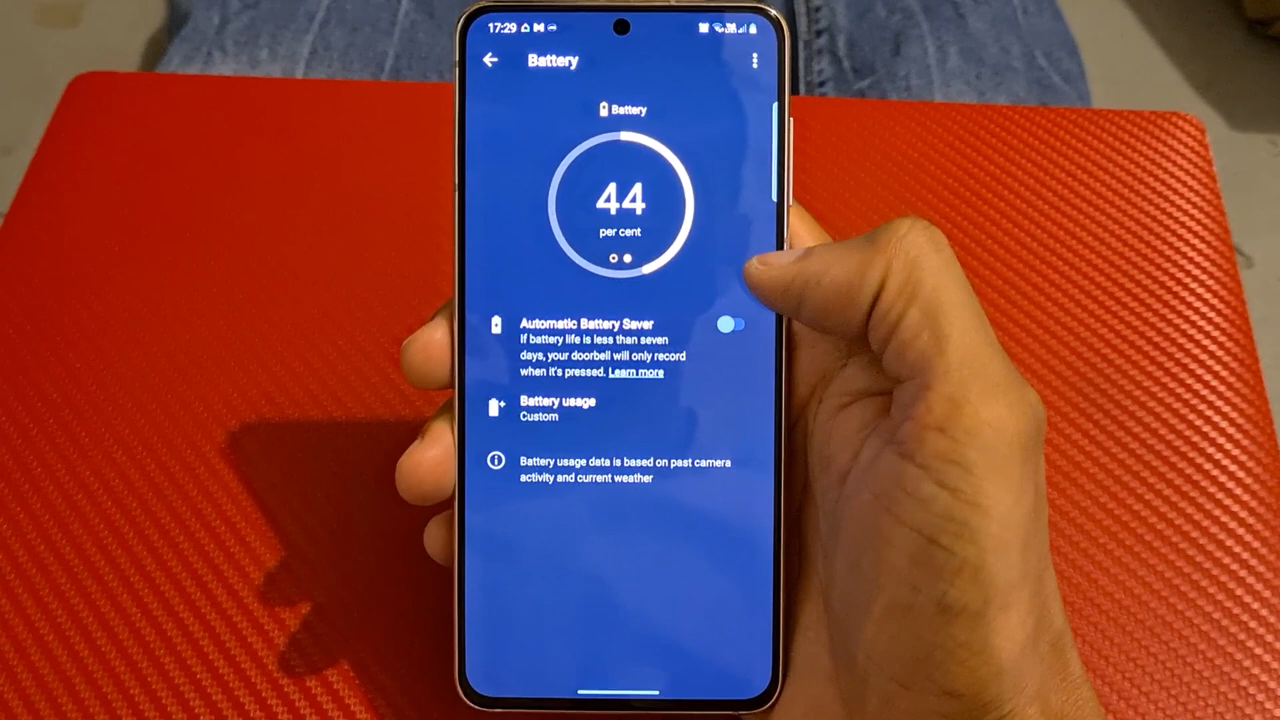 17:29
Battery
Battery
44
per cent
Automatic Battery Saver
If battery life is less than seven
days, your doorbell will only record
when it's pressed. Learn more
Battery usage
Custom
Battery usage data is based on past camera
activity and current weather